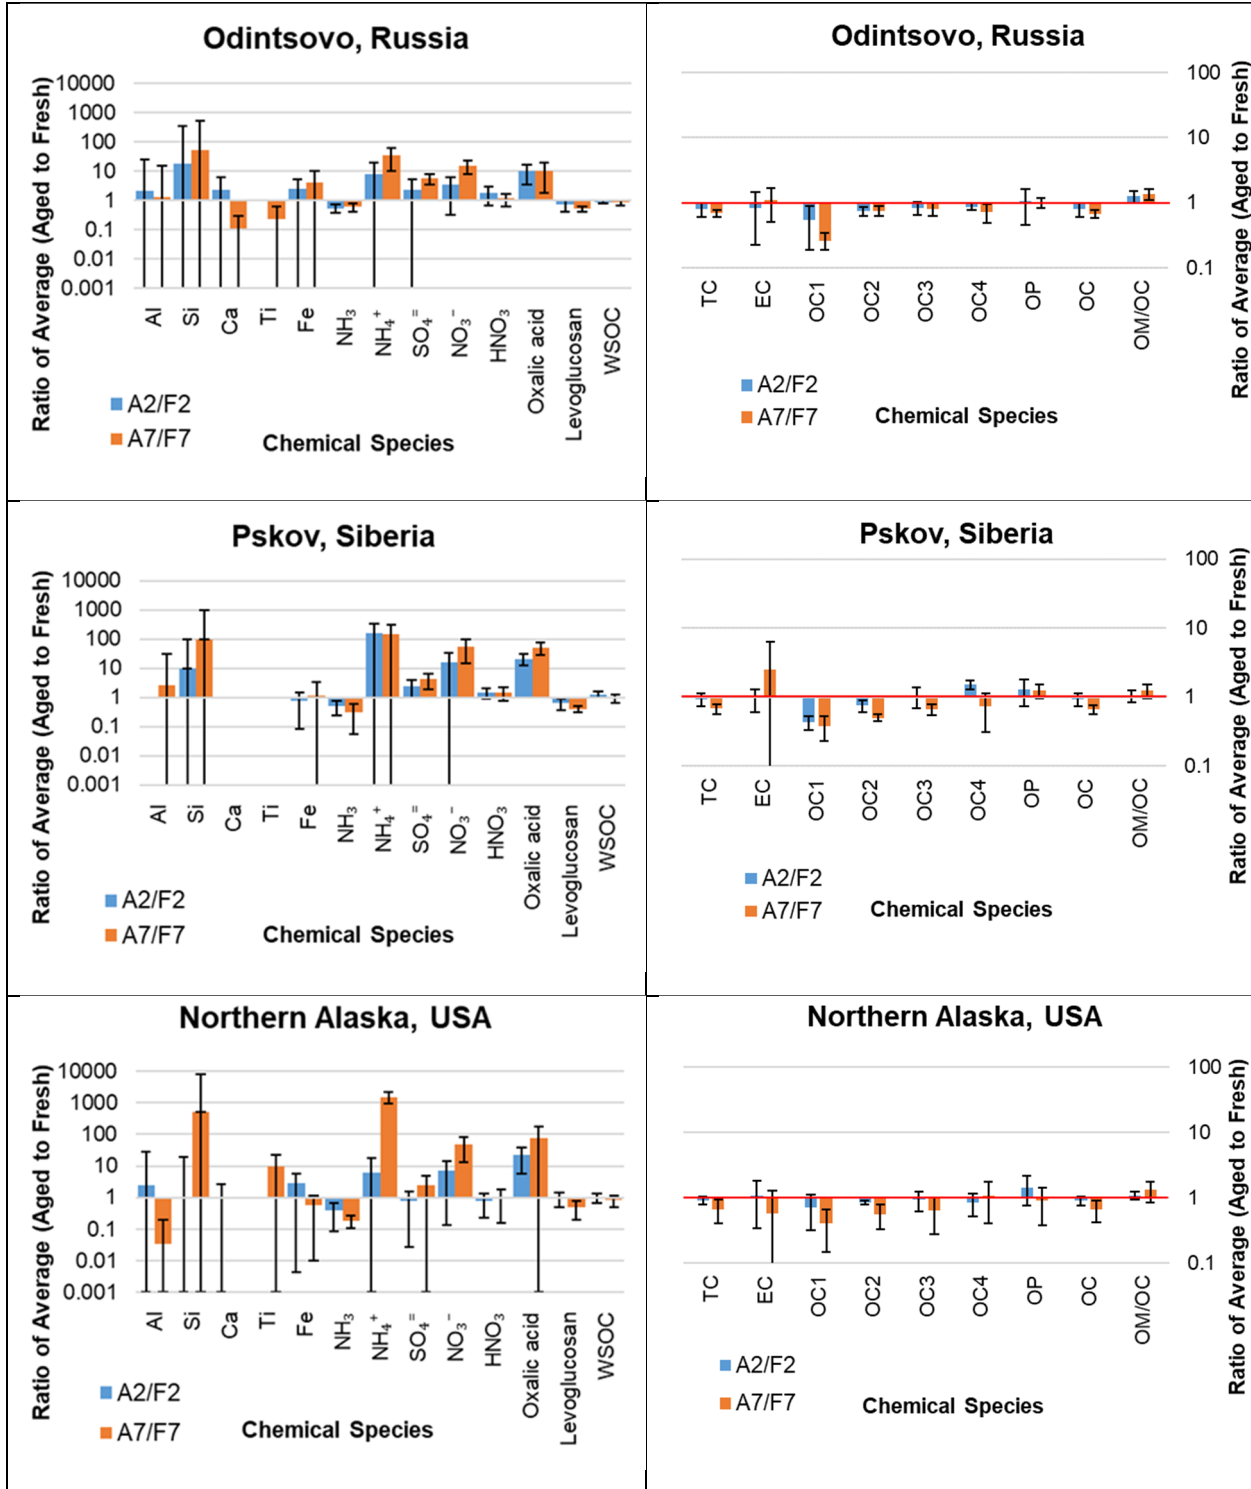 Odintsovo, Russia
Ratio of Average (Aged to Fresh)
10000
1000
100
10
1
0.1
0.01
0.001
Al
Si
Ca
Ti
Fe
NH₃
NH₄⁺
SO₄⁼
NO₃⁻
HNO₃
Oxalic acid
Levoglucosan
WSOC
A2/F2
A7/F7
Chemical Species
Odintsovo, Russia
100
10
1
0.1
Ratio of Average (Aged to Fresh)
TC
EC
OC1
OC2
OC3
OC4
OP
OC
OM/OC
A2/F2
A7/F7
Chemical Species
Pskov, Siberia
Ratio of Average (Aged to Fresh)
10000
1000
100
10
1
0.1
0.01
0.001
Al
Si
Ca
Ti
Fe
NH₃
NH₄⁺
SO₄⁼
NO₃⁻
HNO₃
Oxalic acid
Levoglucosan
WSOC
A2/F2
A7/F7
Chemical Species
Pskov, Siberia
100
10
1
0.1
Ratio of Average (Aged to Fresh)
TC
EC
OC1
OC2
OC3
OC4
OP
OC
OM/OC
A2/F2
A7/F7
Chemical Species
Northern Alaska, USA
Ratio of Average (Aged to Fresh)
10000
1000
100
10
1
0.1
0.01
0.001
Al
Si
Ca
Ti
Fe
NH₃
NH₄⁺
SO₄⁼
NO₃⁻
HNO₃
Oxalic acid
Levoglucosan
WSOC
A2/F2
A7/F7
Chemical Species
Northern Alaska, USA
100
10
1
0.1
Ratio of Average (Aged to Fresh)
TC
EC
OC1
OC2
OC3
OC4
OP
OC
OM/OC
A2/F2
A7/F7
Chemical Species